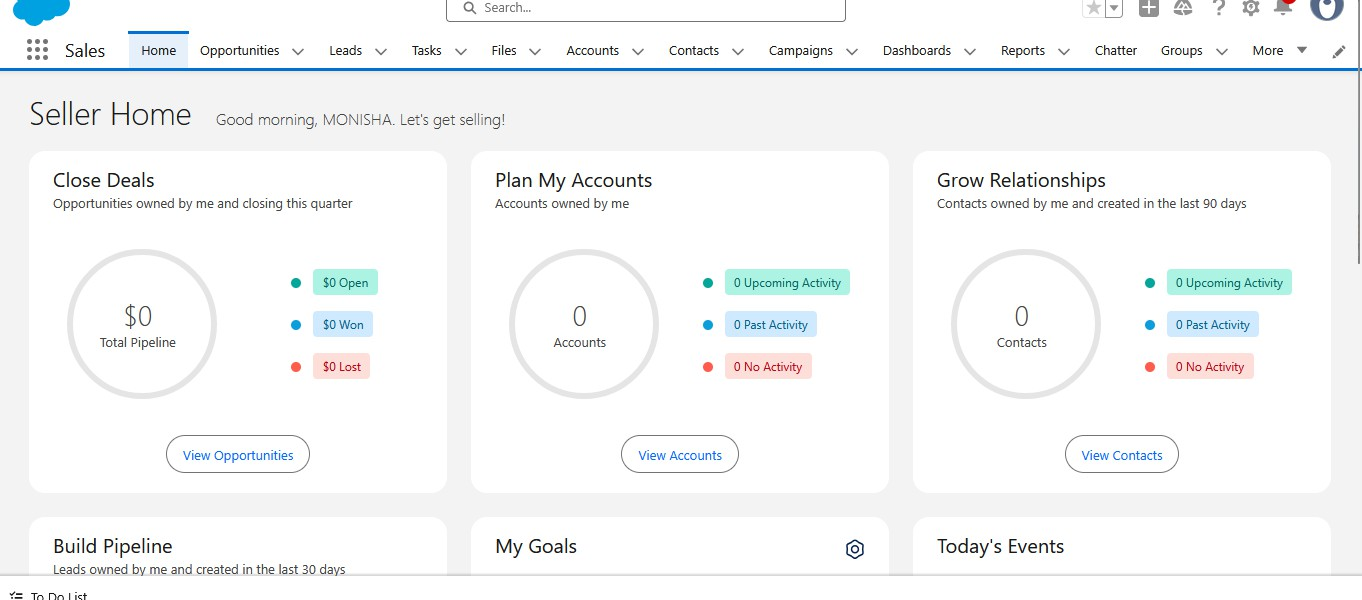 Search...
Sales Home Opportunities Leads Tasks Files Accounts Contacts Campaigns Dashboards Reports Chatter Groups More
Seller Home Good morning, MONISHA. Let's get selling!
Close Deals
Opportunities owned by me and closing this quarter
$0
Total Pipeline
$0 Open
$0 Won
$0 Lost
View Opportunities
Plan My Accounts
Accounts owned by me
0
Accounts
0 Upcoming Activity
0 Past Activity
0 No Activity
View Accounts
Grow Relationships
Contacts owned by me and created in the last 90 days
0
Contacts
0 Upcoming Activity
0 Past Activity
0 No Activity
View Contacts
Build Pipeline
Leads owned by me and created in the last 30 days
My Goals
Today's Events
To Do List